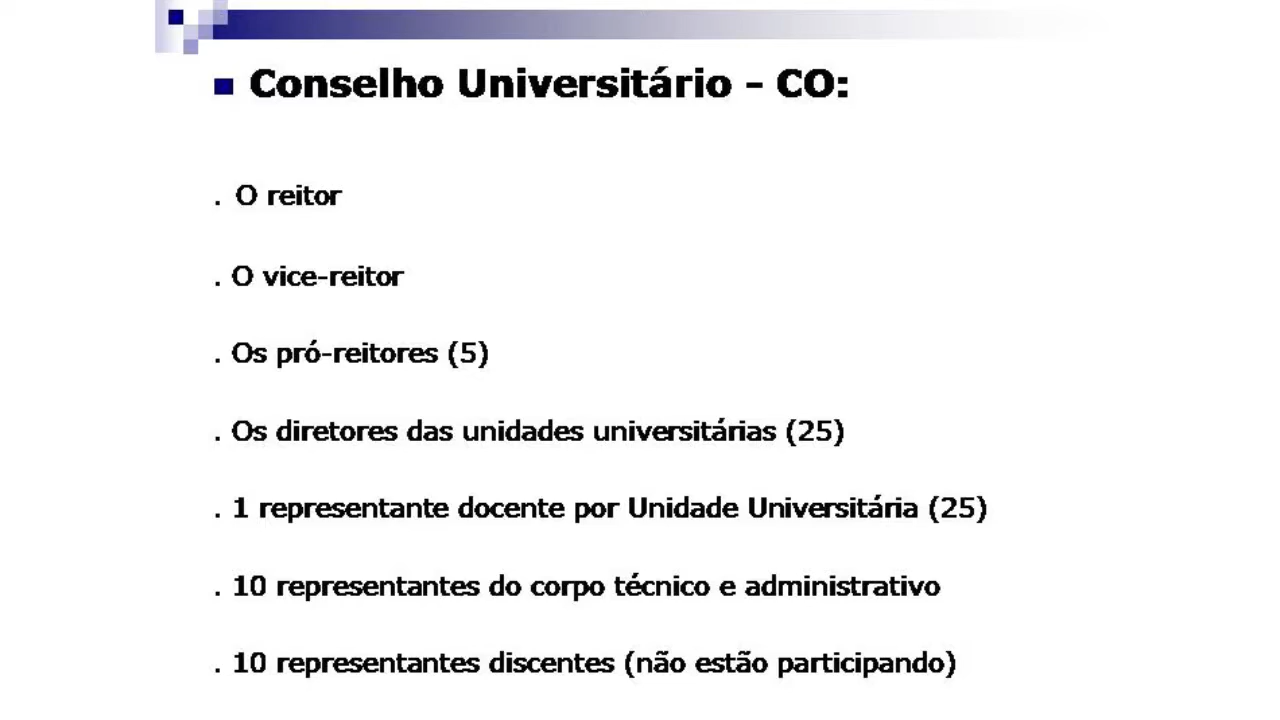 Conselho Universitário - CO:
. O reitor
. O vice-reitor
. Os pró-reitores (5)
. Os diretores das unidades universitárias (25)
. 1 representante docente por Unidade Universitária (25)
. 10 representantes do corpo técnico e administrativo
. 10 representantes discentes (não estão participando)